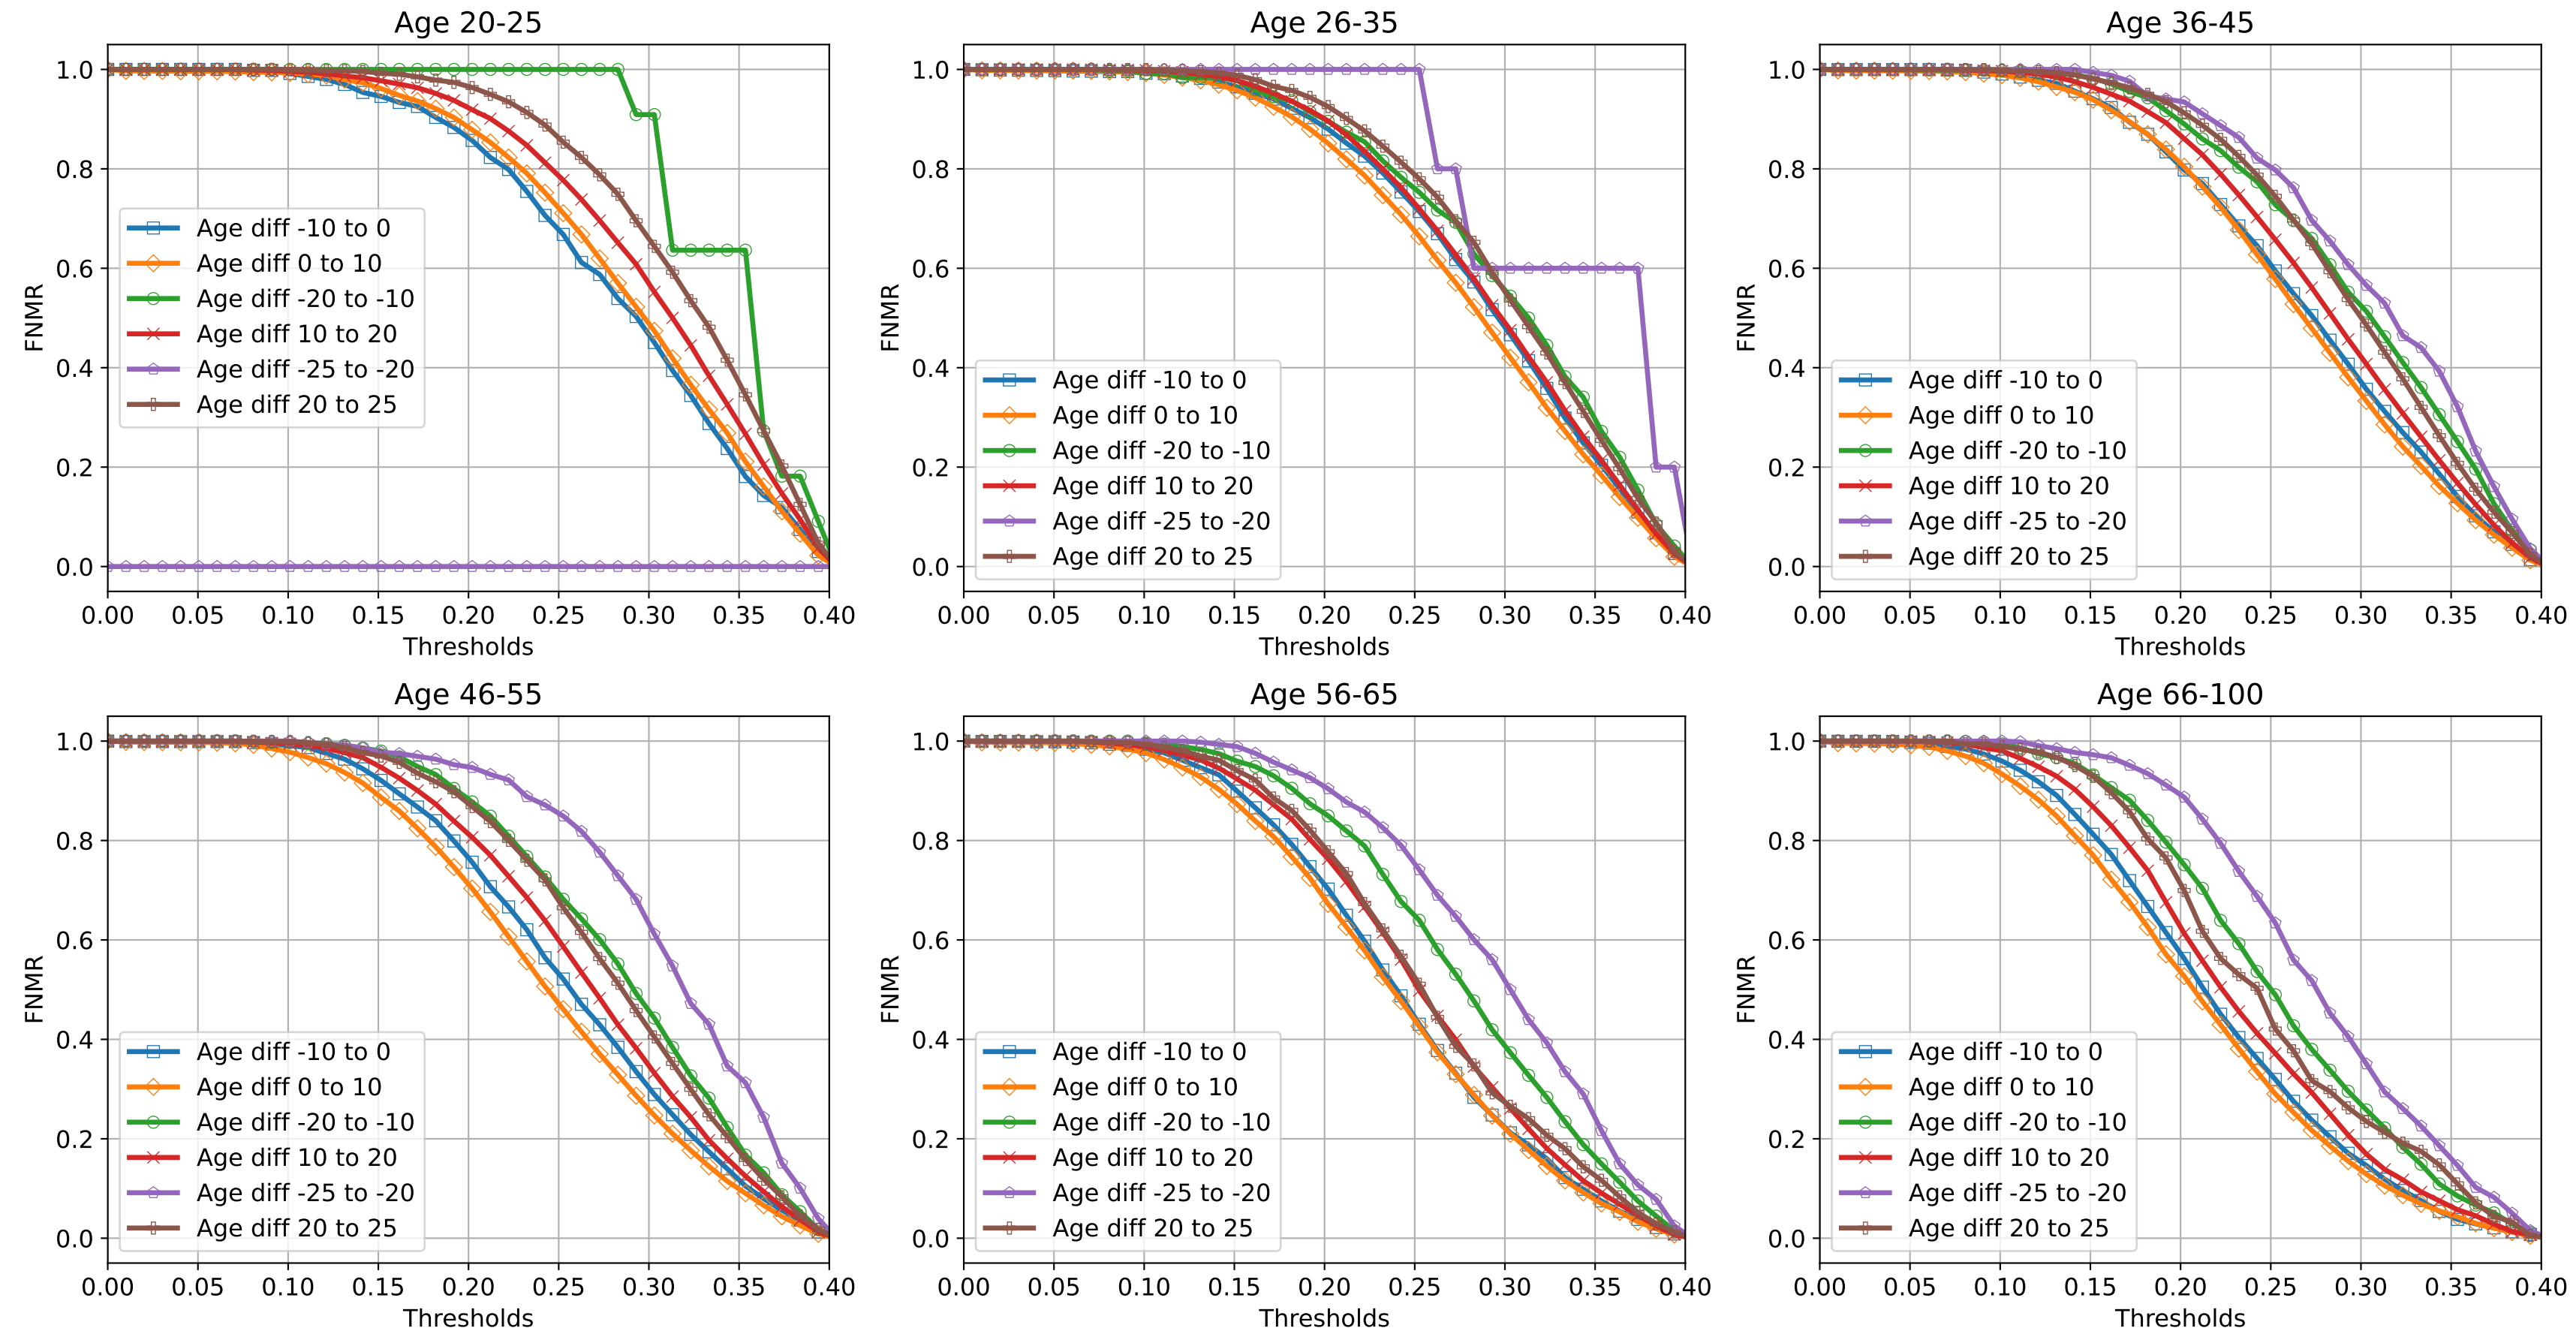 Age 20-25
1.0
0.8
0.6
0.4
0.2
0.0
FNMR
Age diff -10 to 0
Age diff 0 to 10
Age diff -20 to -10
Age diff 10 to 20
Age diff -25 to -20
Age diff 20 to 25
0.00 0.05 0.10 0.15 0.20 0.25 0.30 0.35 0.40
Thresholds
Age 26-35
1.0
0.8
0.6
0.4
0.2
0.0
FNMR
Age diff -10 to 0
Age diff 0 to 10
Age diff -20 to -10
Age diff 10 to 20
Age diff -25 to -20
Age diff 20 to 25
0.00 0.05 0.10 0.15 0.20 0.25 0.30 0.35 0.40
Thresholds
Age 36-45
1.0
0.8
0.6
0.4
0.2
0.0
FNMR
Age diff -10 to 0
Age diff 0 to 10
Age diff -20 to -10
Age diff 10 to 20
Age diff -25 to -20
Age diff 20 to 25
0.00 0.05 0.10 0.15 0.20 0.25 0.30 0.35 0.40
Thresholds
Age 46-55
1.0
0.8
0.6
0.4
0.2
0.0
FNMR
Age diff -10 to 0
Age diff 0 to 10
Age diff -20 to -10
Age diff 10 to 20
Age diff -25 to -20
Age diff 20 to 25
0.00 0.05 0.10 0.15 0.20 0.25 0.30 0.35 0.40
Thresholds
Age 56-65
1.0
0.8
0.6
0.4
0.2
0.0
FNMR
Age diff -10 to 0
Age diff 0 to 10
Age diff -20 to -10
Age diff 10 to 20
Age diff -25 to -20
Age diff 20 to 25
0.00 0.05 0.10 0.15 0.20 0.25 0.30 0.35 0.40
Thresholds
Age 66-100
1.0
0.8
0.6
0.4
0.2
0.0
FNMR
Age diff -10 to 0
Age diff 0 to 10
Age diff -20 to -10
Age diff 10 to 20
Age diff -25 to -20
Age diff 20 to 25
0.00 0.05 0.10 0.15 0.20 0.25 0.30 0.35 0.40
Thresholds